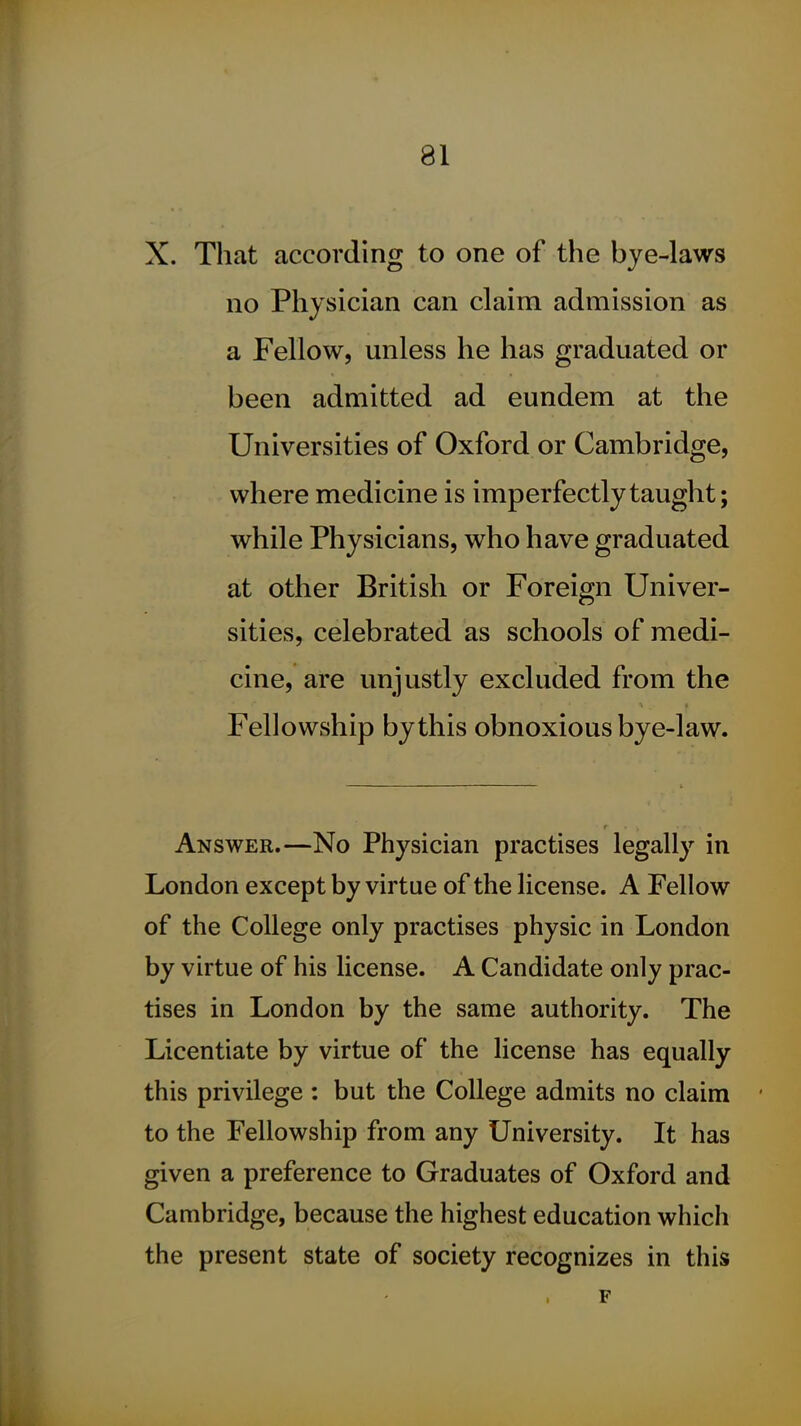 81
X. That according to one of the bye-laws
no Physician can claim admission as
a Fellow, unless he has graduated or
been admitted ad eundem at the
Universities of Oxford or Cambridge,
where medicine is imperfectly taught;
while Physicians, who have graduated
at other British or Foreign Univer-
sities, celebrated as schools of medi-
cine, are unjustly excluded from the
Fellowship by this obnoxious bye-law.
Answer.—No Physician practises legally in
London except by virtue of the license. A Fellow
of the College only practises physic in London
by virtue of his license. A Candidate only prac-
tises in London by the same authority. The
Licentiate by virtue of the license has equally
this privilege : but the College admits no claim
to the Fellowship from any University. It has
given a preference to Graduates of Oxford and
Cambridge, because the highest education which
the present state of society recognizes in this
F